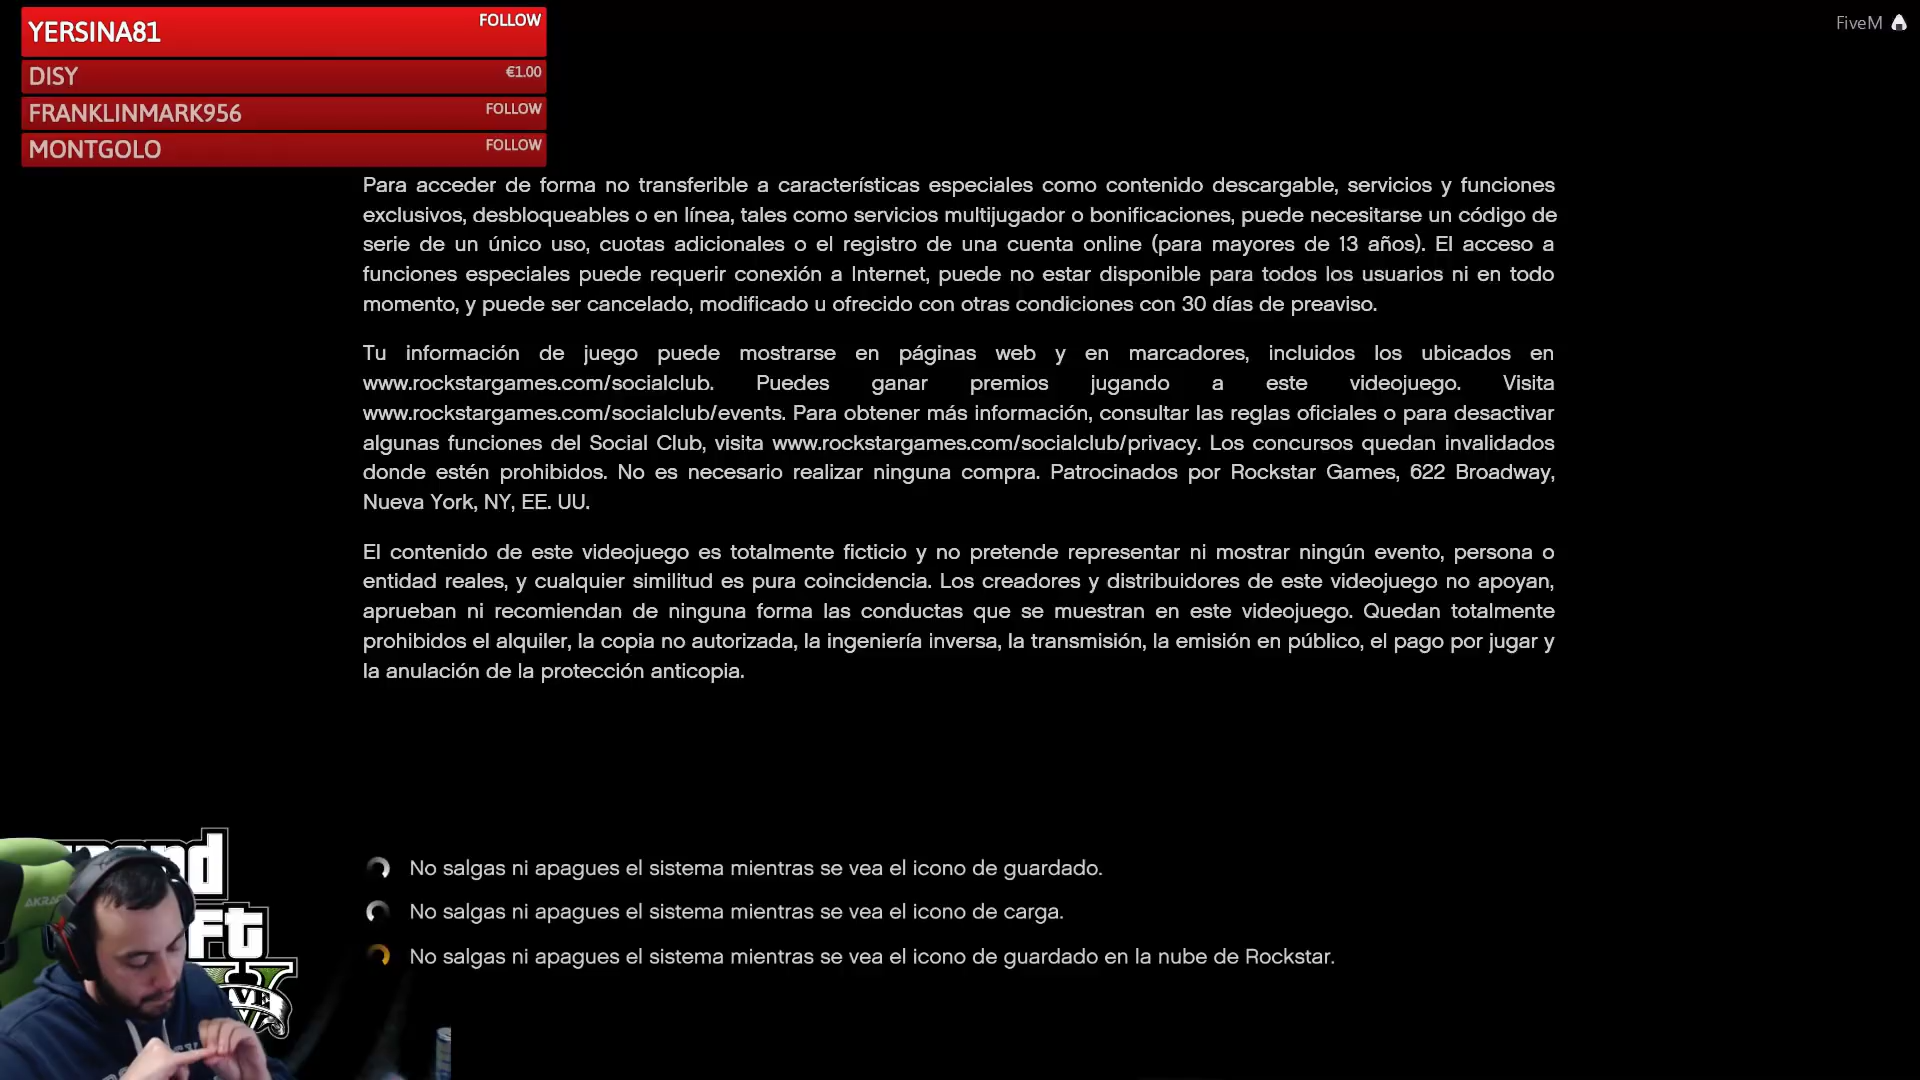 YERSINA81 FOLLOW
DISY €1.00
FRANKLINMARK956 FOLLOW
MONTGOLO FOLLOW
FiveM
Para acceder de forma no transferible a características especiales como contenido descargable, servicios y funciones
exclusivos, desbloqueables o en línea, tales como servicios multijugador o bonificaciones, puede necesitarse un código de
serie de un único uso, cuotas adicionales o el registro de una cuenta online (para mayores de 13 años). El acceso a
funciones especiales puede requerir conexión a Internet, puede no estar disponible para todos los usuarios ni en todo
momento, y puede ser cancelado, modificado u ofrecido con otras condiciones con 30 días de preaviso.
Tu información de juego puede mostrarse en páginas web y en marcadores, incluidos los ubicados en
www.rockstargames.com/socialclub. Puedes ganar premios jugando a este videojuego. Visita
www.rockstargames.com/socialclub/events. Para obtener más información, consultar las reglas oficiales o para desactivar
algunas funciones del Social Club, visita www.rockstargames.com/socialclub/privacy. Los concursos quedan invalidados
donde estén prohibidos. No es necesario realizar ninguna compra. Patrocinados por Rockstar Games, 622 Broadway,
Nueva York, NY, EE. UU.
El contenido de este videojuego es totalmente ficticio y no pretende representar ni mostrar ningún evento, persona o
entidad reales, y cualquier similitud es pura coincidencia. Los creadores y distribuidores de este videojuego no apoyan,
aprueban ni recomiendan de ninguna forma las conductas que se muestran en este videojuego. Quedan totalmente
prohibidos el alquiler, la copia no autorizada, la ingeniería inversa, la transmisión, la emisión en público, el pago por jugar y
la anulación de la protección anticopia.
No salgas ni apagues el sistema mientras se vea el icono de guardado.
No salgas ni apagues el sistema mientras se vea el icono de carga.
No salgas ni apagues el sistema mientras se vea el icono de guardado en la nube de Rockstar.